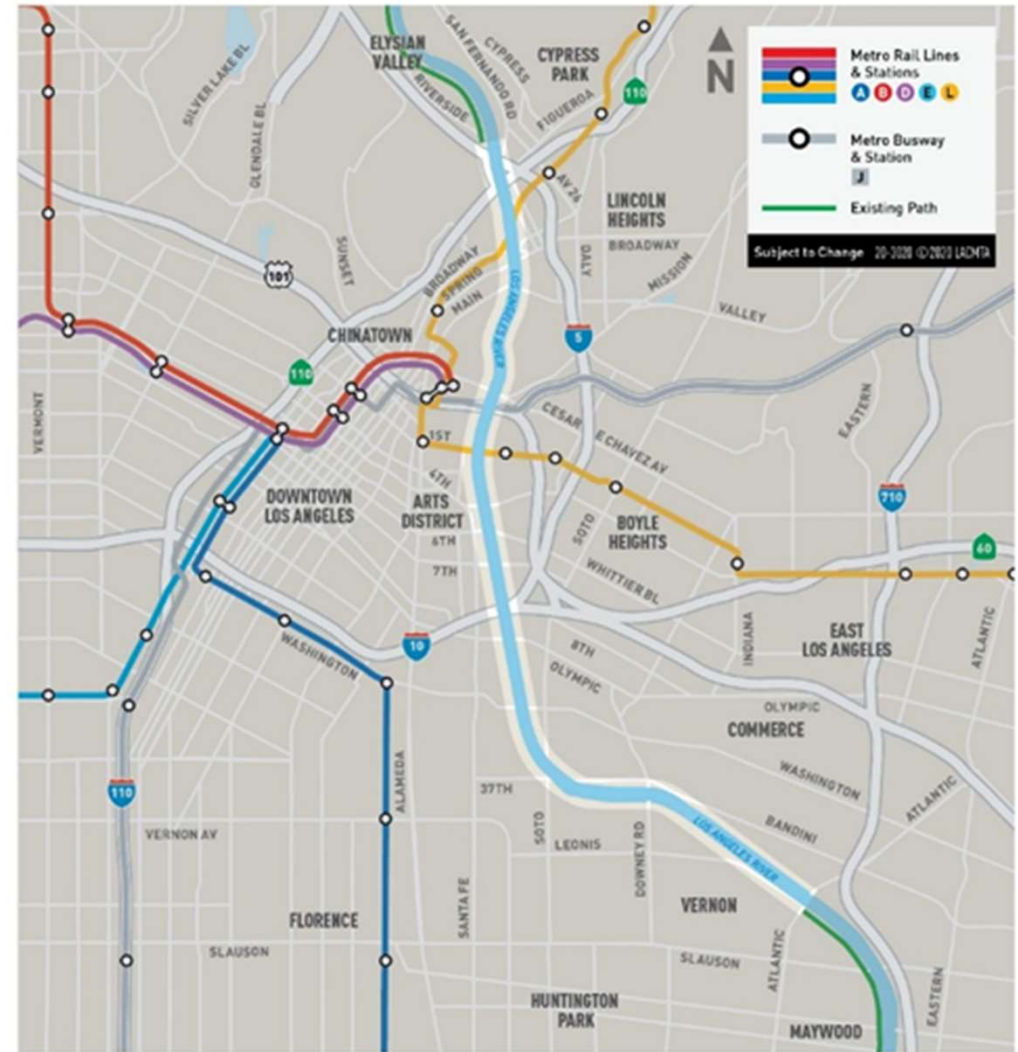 ELYSIAN
VALLEY
SAN FERNANDO RD
CYPRESS
CYPRESS
PARK
RIVERSIDE
FIGUEROA
110
SILVER LAKE BL
GLENDALE BL
N
Metro Rail Lines
& Stations
A B D E L
Metro Busway
& Station
J
Existing Path
Subject to Change 20-3020 ©2020 LACMTA
AV 26
LINCOLN
HEIGHTS
BROADWAY
DALY
MISSION
VALLEY
101
SUNSET
BROADWAY
SPRING
MAIN
LOS ANGELES RIVER
CHINATOWN
5
110
VERMONT
1ST
CESAR E CHAVEZ AV
EASTERN
4TH
DOWNTOWN
LOS ANGELES
ARTS
DISTRICT
6TH
7TH
SOTO
BOYLE
HEIGHTS
710
60
WHITTIER BL
WASHINGTON
10
8TH
OLYMPIC
INDIANA
EAST
LOS ANGELES
ATLANTIC
OLYMPIC
COMMERCE
WASHINGTON
ATLANTIC
110
ALAMEDA
37TH
VERNON AV
SOTO
LEONIS
DOWNEY RD
LOS ANGELES RIVER
BANDINI
FLORENCE
SANTA FE
VERNON
SLAUSON
SLAUSON
ATLANTIC
EASTERN
HUNTINGTON
PARK
MAYWOOD